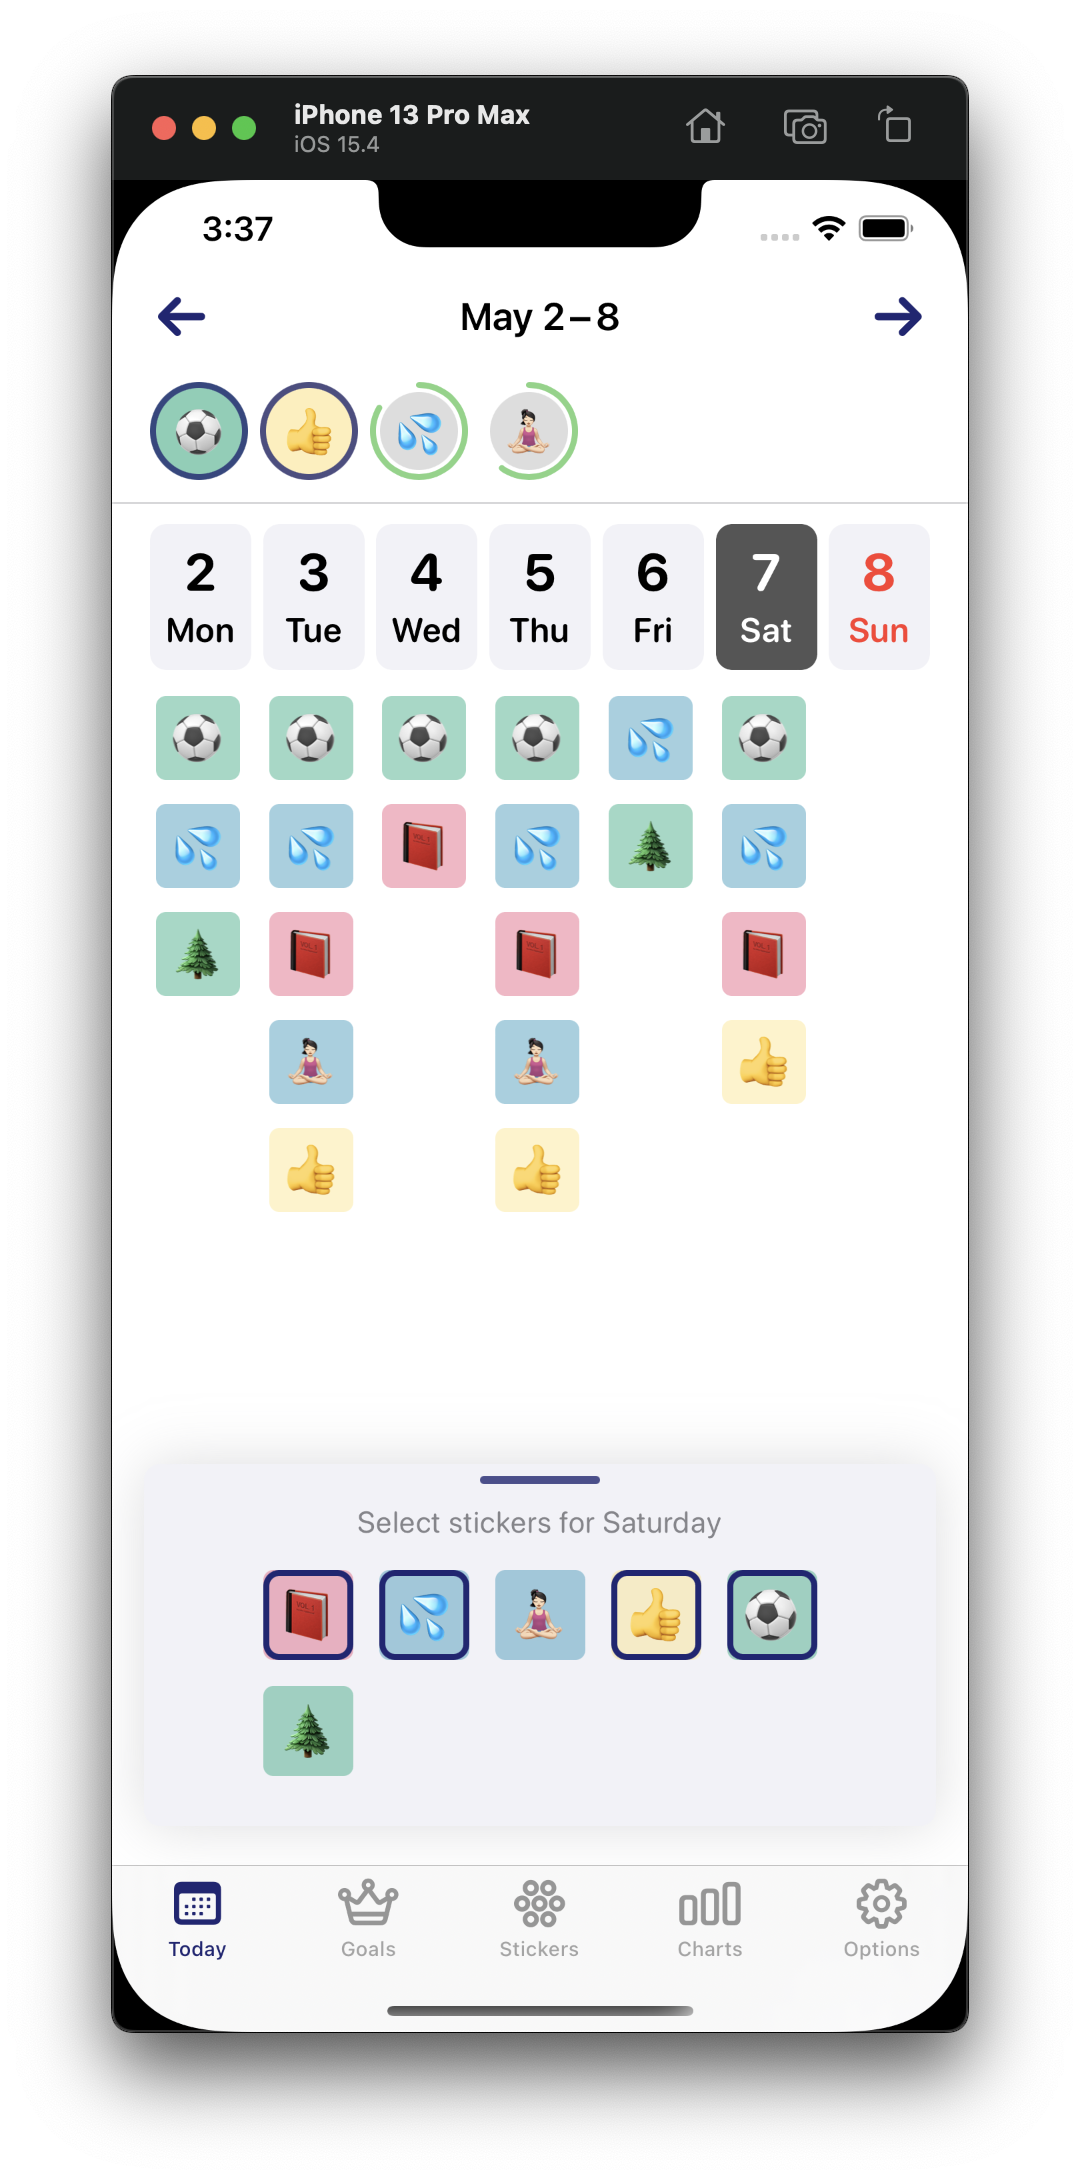 iPhone 13 Pro Max
iOS 15.4
3:37
May 2–8
2 3 4 5 6 7 8
Mon Tue Wed Thu Fri Sat Sun
Select stickers for Saturday
Today Goals Stickers Charts Options